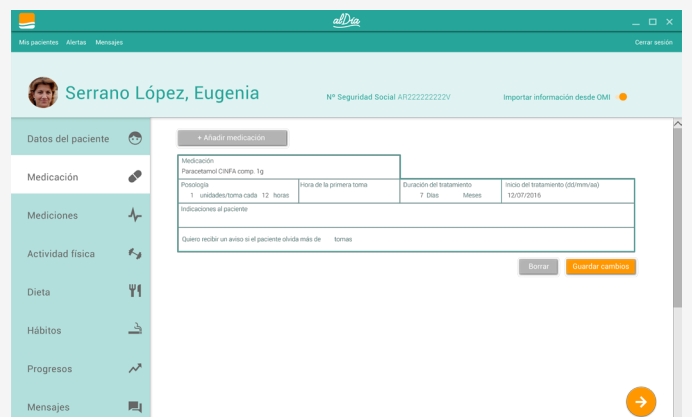 alDía
Mis pacientes Alertas Mensajes
Cerrar sesión
Serrano López, Eugenia
Nº Seguridad Social AR222222222V
Importar información desde OMI
Datos del paciente
Medicación
Mediciones
Actividad física
Dieta
Hábitos
Progresos
Mensajes
+ Añadir medicación
Medicación
Paracetamol CINFA comp. 1g
Posología
1 unidades/toma cada 12 horas
Hora de la primera toma
Duración del tratamiento
7 Días Meses
Inicio del tratamiento (dd/mm/aa)
12/07/2016
Indicaciones al paciente
Quiero recibir un aviso si el paciente olvida más de tomas
Borrar
Guardar cambios